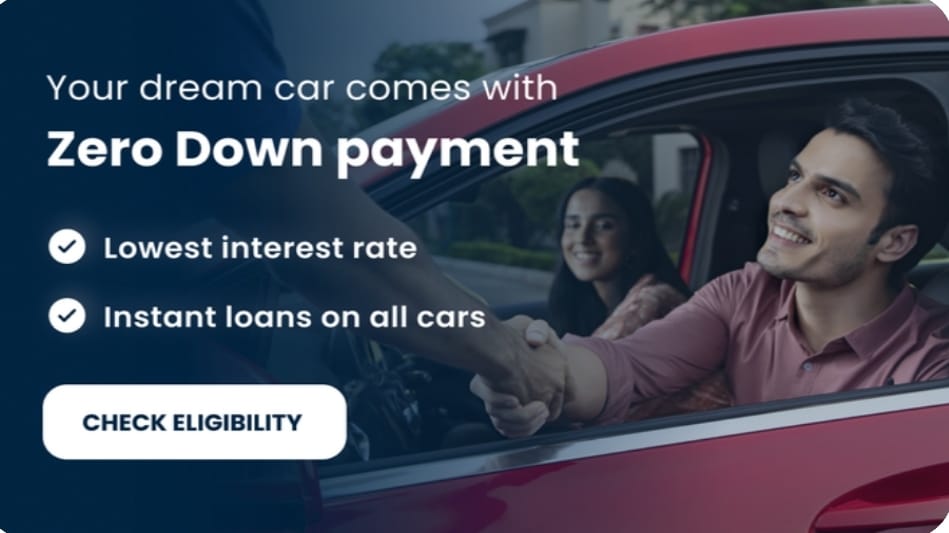 Your dream car comes with
Zero Down payment
Lowest interest rate
Instant loans on all cars
CHECK ELIGIBILITY